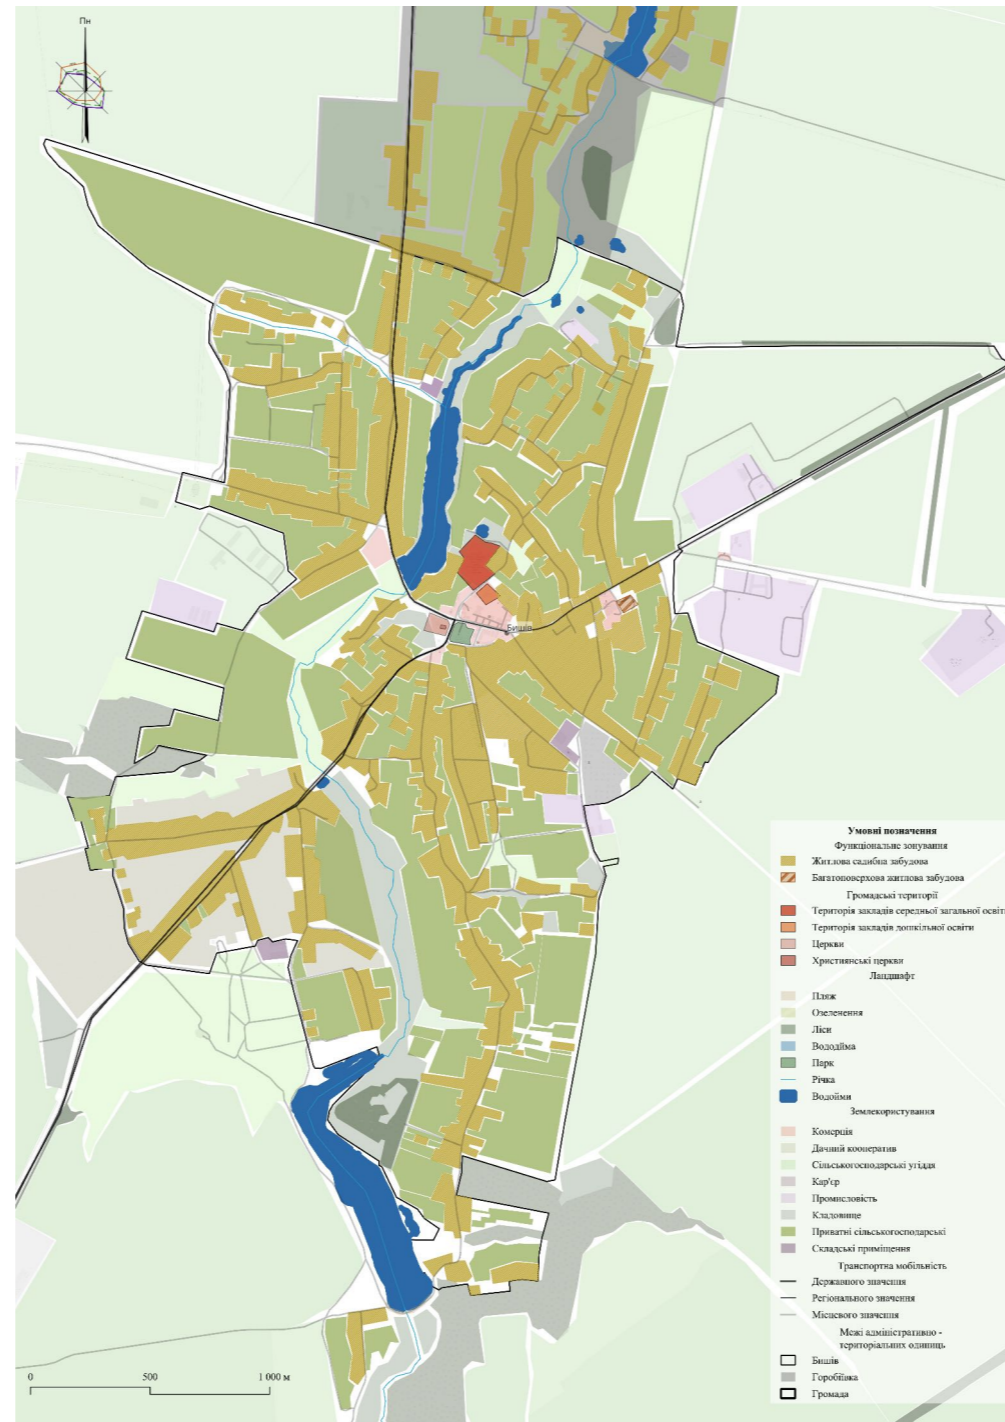 Пн
Бишів
Умовні позначення
Функціональне зонування
Житлова садибна забудова
Багатоповерхова житлова забудова
Громадські території
Територія закладів середньої загальної освіти
Територія закладів дошкільної освіти
Церкви
Християнські церкви
Ландшафт
Пляж
Озеленення
Ліси
Водойма
Парк
Річка
Водойми
Землекористування
Комерція
Дачний кооператив
Сільськогосподарські угіддя
Кар'єр
Промисловість
Кладовище
Приватні сільськогосподарські
Складські приміщення
Транспортна мобільність
Державного значення
Регіонального значення
Місцевого значення
Межі адміністративно -
територіальних одиниць
Бишів
Горобіївка
Громада
0 500 1 000 м